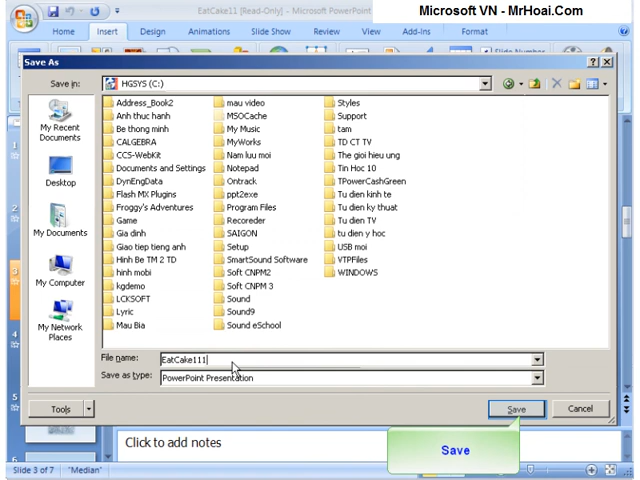 EatCake11 [Read-Only] - Microsoft PowerPoint
Microsoft VN - MrHoai.Com
Home
Insert
Design
Animations
Slide Show
Review
View
Add-Ins
Format
Save As
Save in:
HGSYS (C:)
My Recent
Documents
Desktop
My Documents
My Computer
My Network
Places
Address_Book2
Anh thuc hanh
Be thong minh
CALGEBRA
CCS-WebKit
Documents and Settings
DynEngData
Flash MX Plugins
Froggy's Adventures
Game
Gia dinh
Giao tiep tieng anh
Hinh Be TM 2 TD
hinh mobi
kgdemo
LCKSOFT
Lyric
Mau Bia
mau video
MSOCache
My Music
MyWorks
Nam luu moi
Notepad
Ontrack
ppt2exe
Program Files
Recoreder
SAIGON
Setup
SmartSound Software
Soft CNPM2
Soft CNPM 3
Sound
Sound9
Sound eSchool
Styles
Support
tam
TD CT TV
The gioi hieu ung
Tin Hoc 10
TPowerCashGreen
Tu dien kinh te
Tu dien ky thuat
Tu dien TV
tu dien y hoc
USB moi
VTPFiles
WINDOWS
File name:
EatCake111
Save as type:
PowerPoint Presentation
Tools
Save
Cancel
Save
1
2
3
4
5
Click to add notes
Slide 3 of 7
"Median"